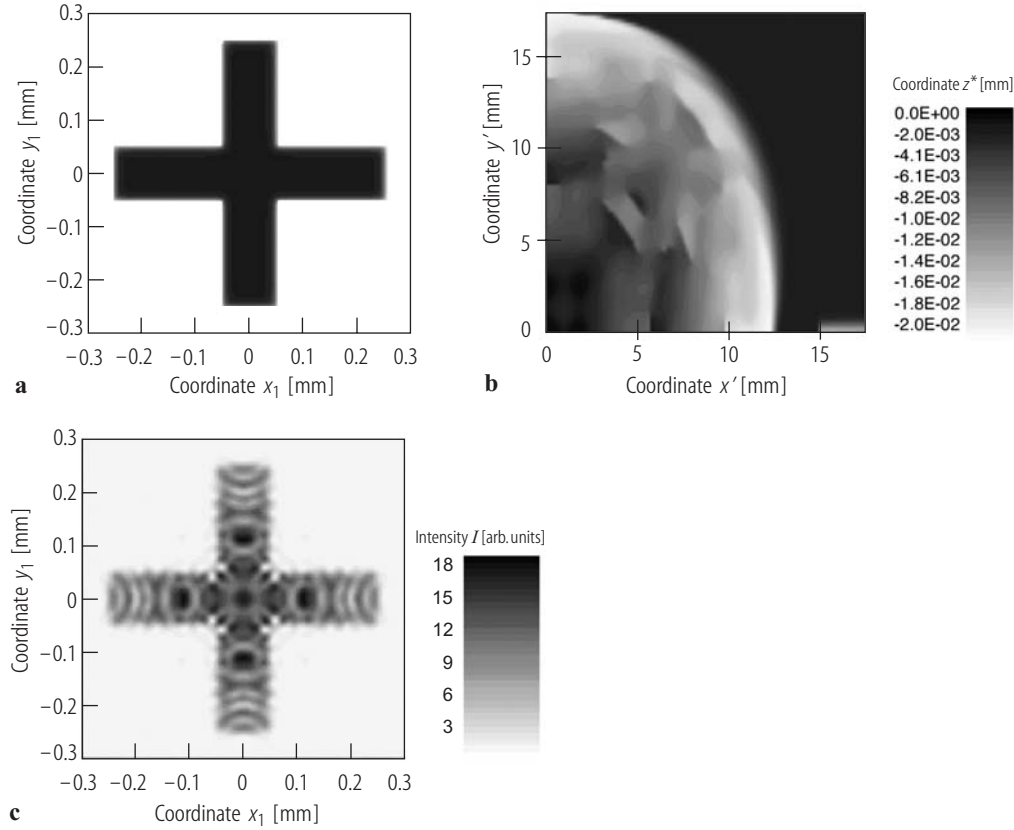 0.3
0.2
0.1
0
−0.1
−0.2
−0.3
Coordinate y1 [mm]
−0.3 −0.2 −0.1 0 0.1 0.2 0.3
Coordinate x1 [mm]
a
15
10
5
0
Coordinate y′ [mm]
0 5 10 15
Coordinate x′ [mm]
b
Coordinate z* [mm]
0.0E+00
-2.0E-03
-4.1E-03
-6.1E-03
-8.2E-03
-1.0E-02
-1.2E-02
-1.4E-02
-1.6E-02
-1.8E-02
-2.0E-02
0.3
0.2
0.1
0
−0.1
−0.2
−0.3
Coordinate y1 [mm]
−0.3 −0.2 −0.1 0 0.1 0.2 0.3
Coordinate x1 [mm]
c
Intensity I [arb. units]
18
15
12
9
6
3